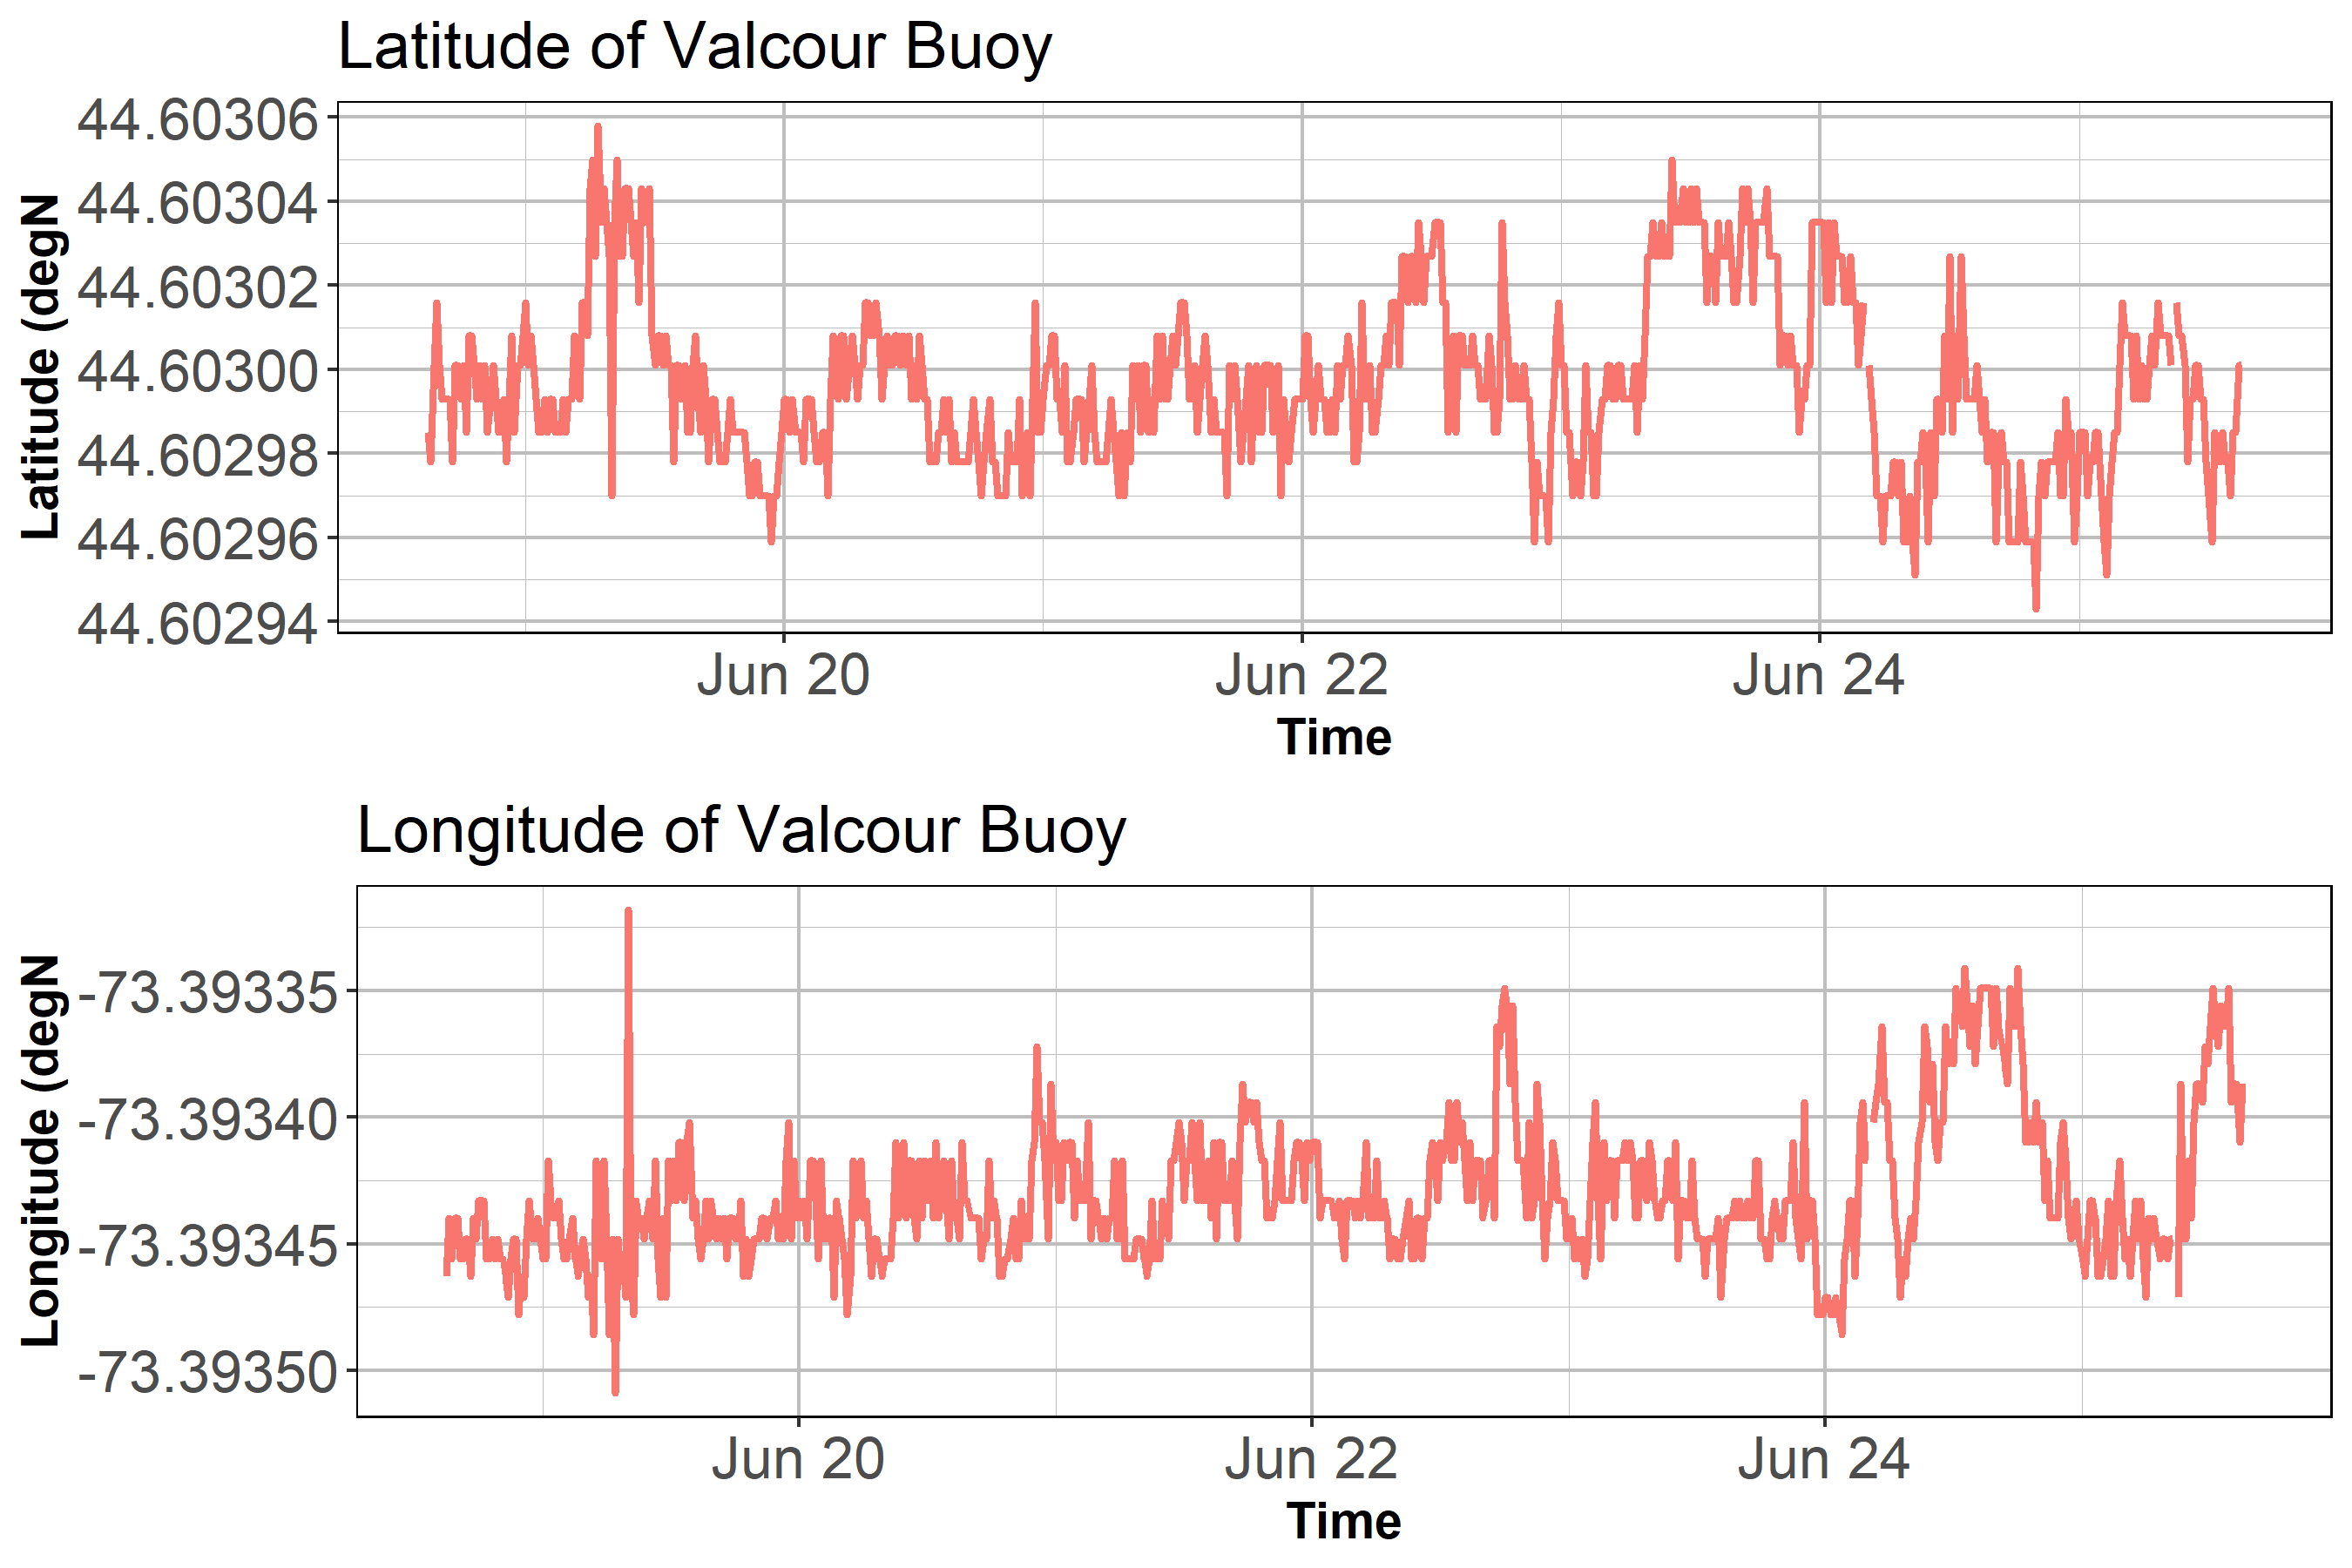 Latitude of Valcour Buoy
44.60306
44.60304
44.60302
44.60300
44.60298
44.60296
44.60294
Latitude (degN
Jun 20 Jun 22 Jun 24
Time
Longitude of Valcour Buoy
-73.39335
-73.39340
-73.39345
-73.39350
Longitude (degN
Jun 20 Jun 22 Jun 24
Time